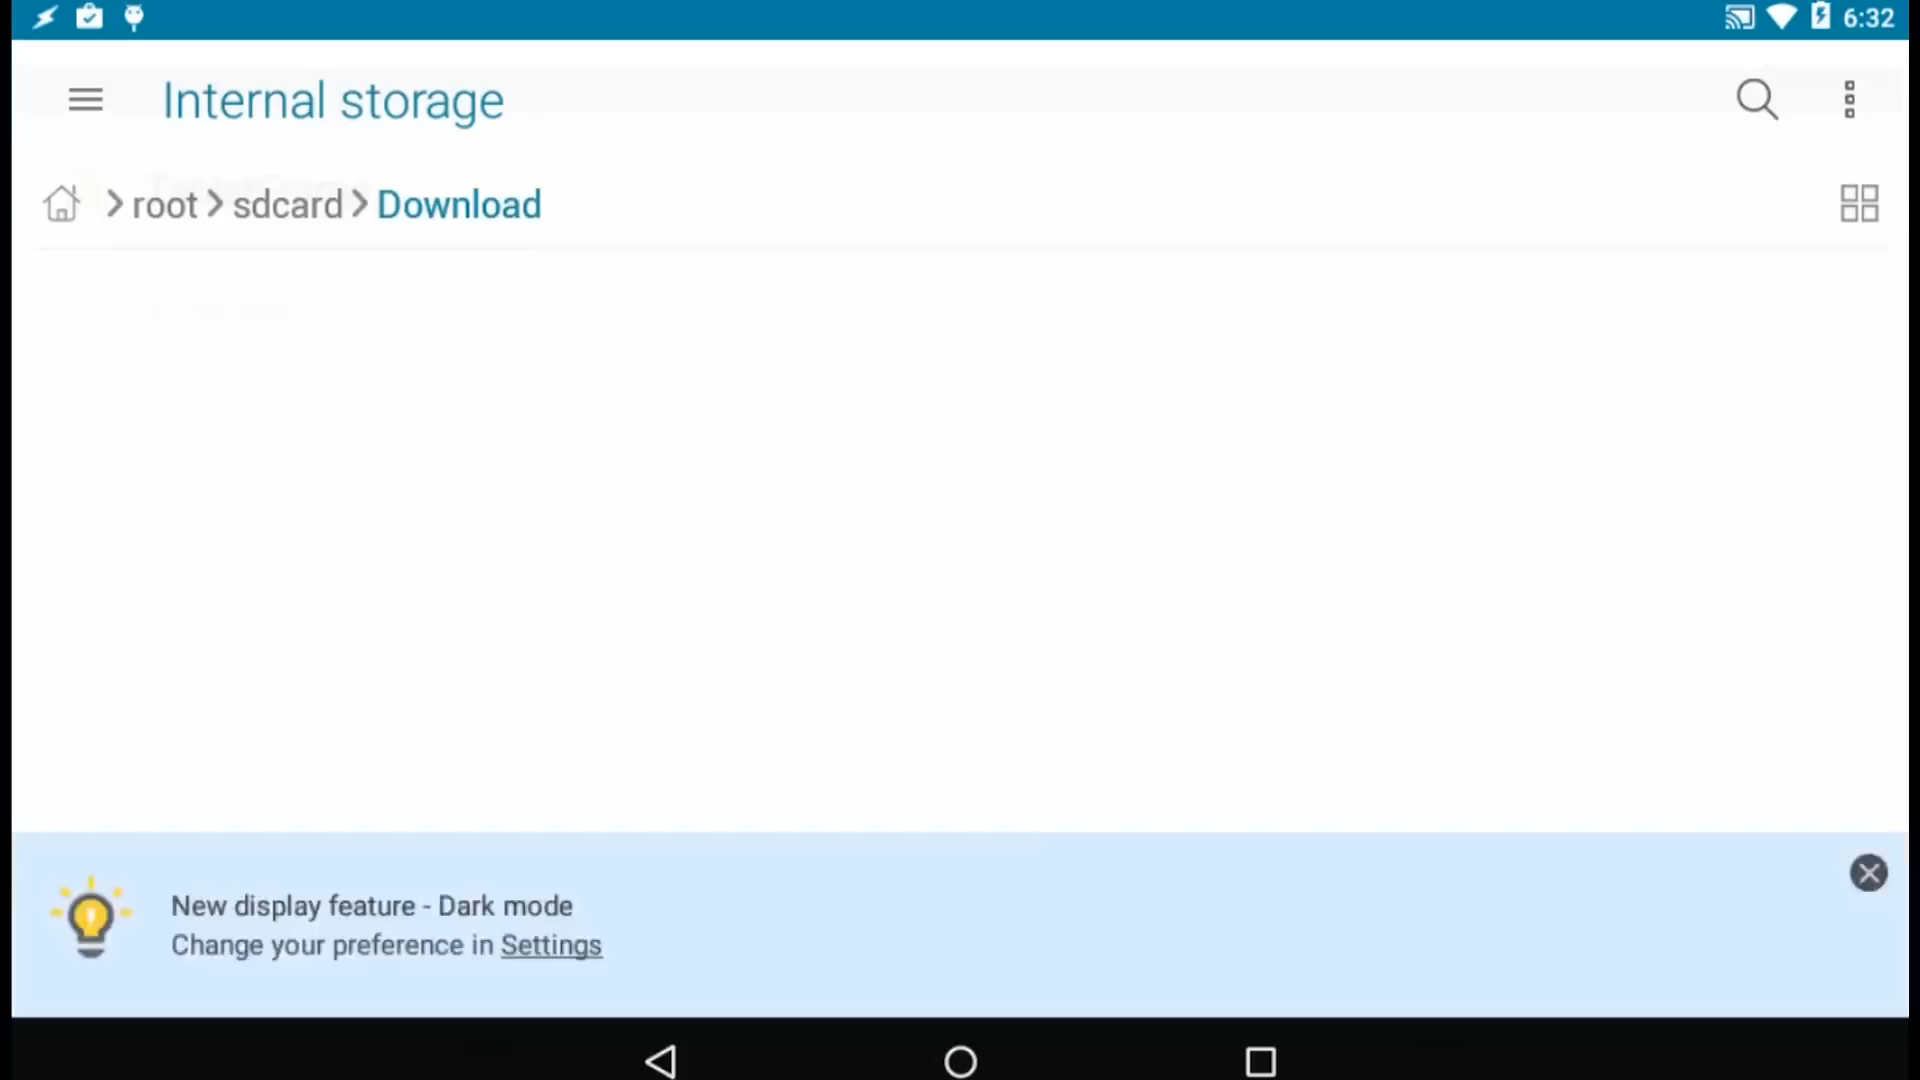 6:32
Internal storage
root sdcard Download
New display feature - Dark mode
Change your preference in Settings